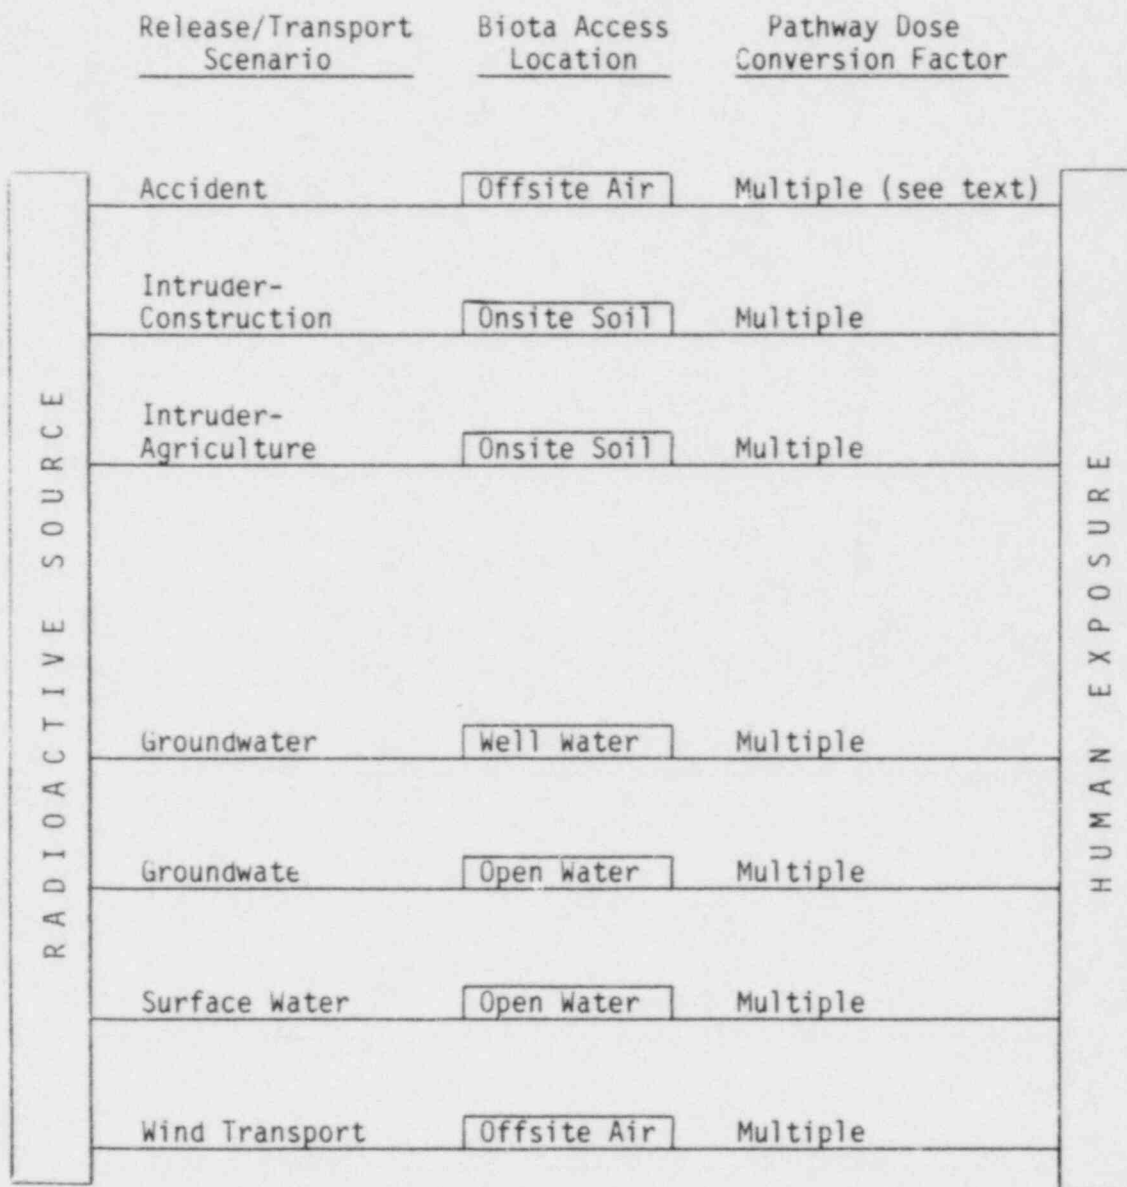 Release/Transport Scenario
Biota Access Location
Pathway Dose Conversion Factor
Accident
Offsite Air
Multiple (see text)
Intruder-
Construction
Onsite Soil
Multiple
Intruder-
Agriculture
Onsite Soil
Multiple
Groundwater
Well Water
Multiple
Groundwate
Open Water
Multiple
Surface Water
Open Water
Multiple
Wind Transport
Offsite Air
Multiple
RADIOACTIVE SOURCE
HUMAN EXPOSURE